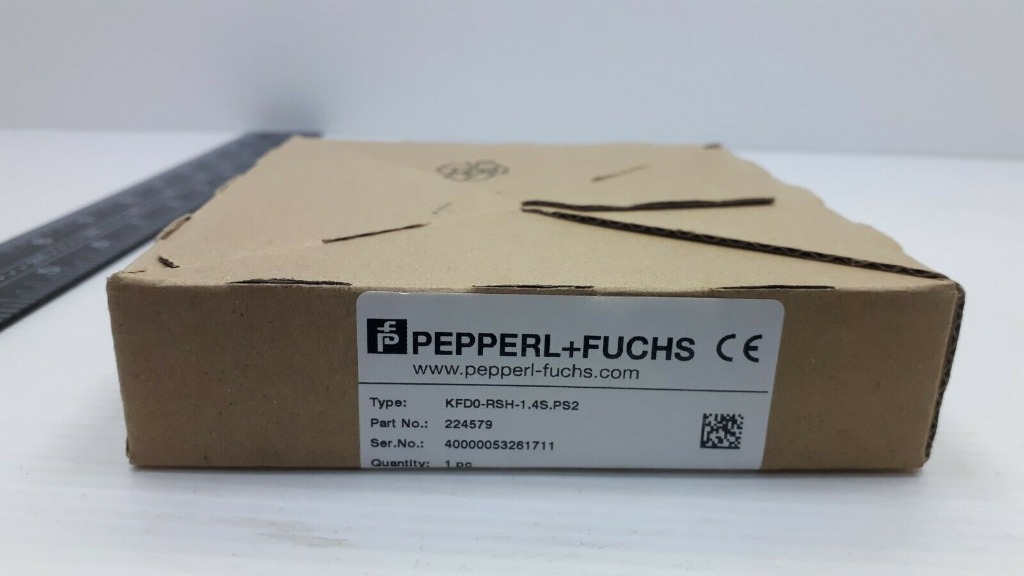 PEPPERL+FUCHS CE
www.pepperl-fuchs.com
Type: KFD0-RSH-1.4S.PS2
Part No.: 224579
Ser.No.: 40000053261711
Quantity: 1 pc